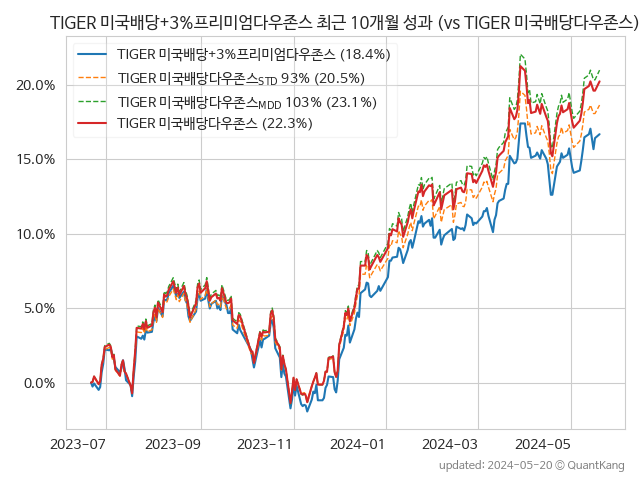 TIGER 미국배당+3%프리미엄다우존스 최근 10개월 성과 (vs TIGER 미국배당다우존스)
TIGER 미국배당+3%프리미엄다우존스 (18.4%)
TIGER 미국배당다우존스STD 93% (20.5%)
TIGER 미국배당다우존스MDD 103% (23.1%)
TIGER 미국배당다우존스 (22.3%)
20.0%
15.0%
10.0%
5.0%
0.0%
2023-07 2023-09 2023-11 2024-01 2024-03 2024-05
updated: 2024-05-20 © QuantKang